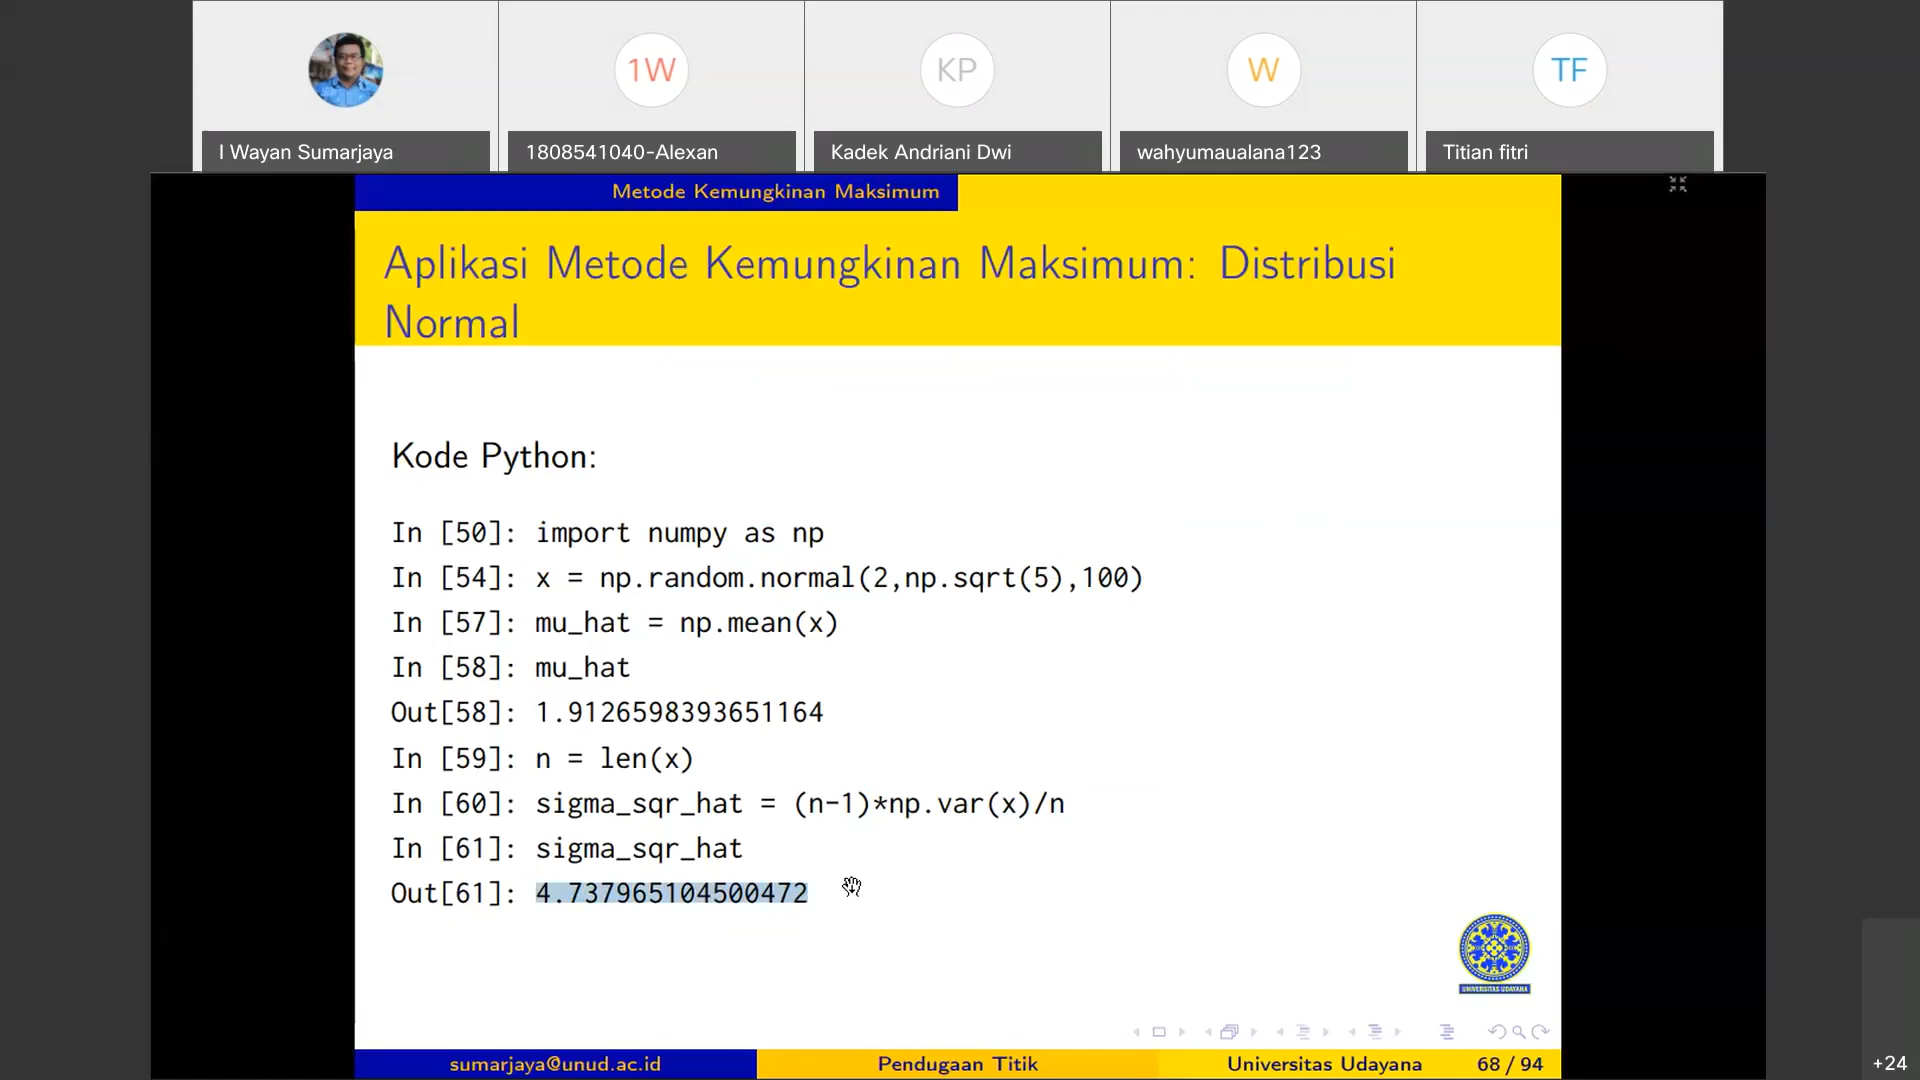 1W
KP
W
TF
I Wayan Sumarjaya
1808541040-Alexan
Kadek Andriani Dwi
wahyumaualana123
Titian fitri
Metode Kemungkinan Maksimum
Aplikasi Metode Kemungkinan Maksimum: Distribusi
Normal
Kode Python:
In [50]: import numpy as np
In [54]: x = np.random.normal(2,np.sqrt(5),100)
In [57]: mu_hat = np.mean(x)
In [58]: mu_hat
Out[58]: 1.9126598393651164
In [59]: n = len(x)
In [60]: sigma_sqr_hat = (n-1)*np.var(x)/n
In [61]: sigma_sqr_hat
Out[61]: 4.737965104500472
UNIVERSITAS UDAYANA
sumarjaya@unud.ac.id
Pendugaan Titik
Universitas Udayana
68 / 94
+24